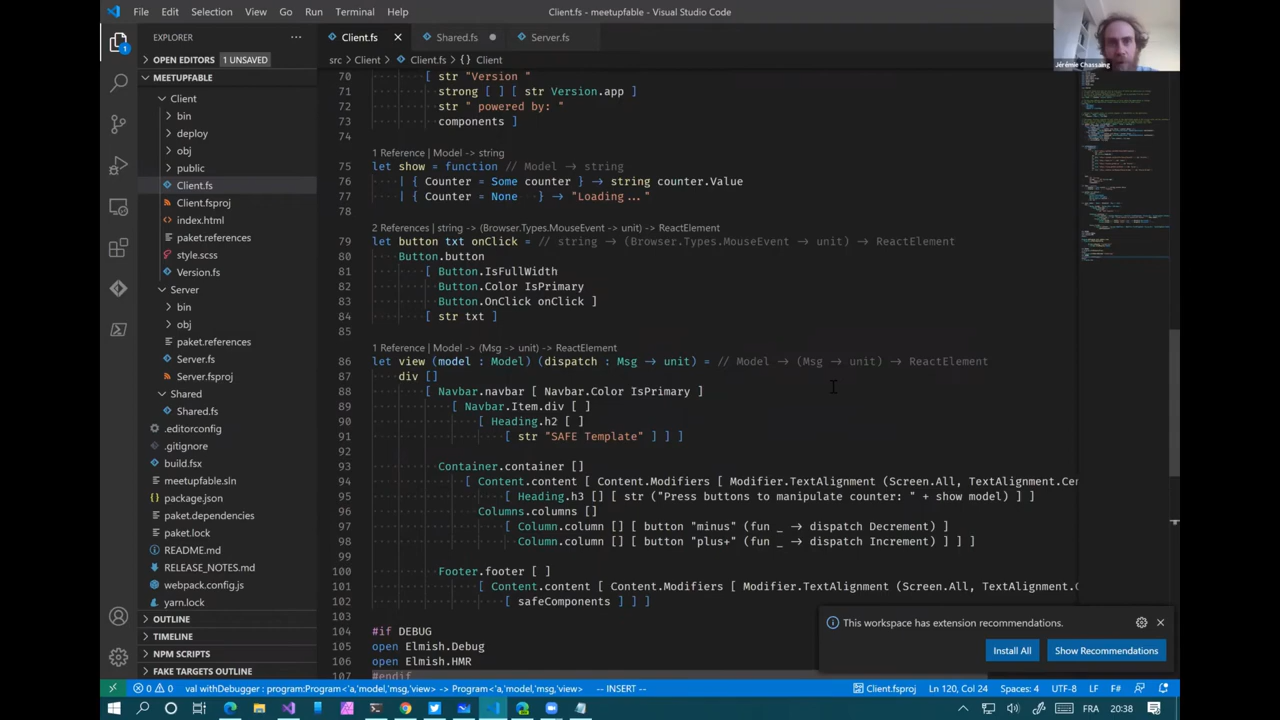 File Edit Selection View Go Run Terminal Help
Client.fs - meetupfable - Visual Studio Code
Jérémie Chassaing
EXPLORER
OPEN EDITORS 1 UNSAVED
MEETUPFABLE
Client
bin
deploy
obj
public
Client.fs
Client.fsproj
index.html
paket.references
style.scss
Version.fs
Server
bin
obj
paket.references
Server.fs
Server.fsproj
Shared
Shared.fs
.editorconfig
.gitignore
build.fsx
meetupfable.sln
package.json
paket.dependencies
paket.lock
README.md
RELEASE_NOTES.md
webpack.config.js
yarn.lock
OUTLINE
TIMELINE
NPM SCRIPTS
FAKE TARGETS OUTLINE
1
Client.fs Shared.fs Server.fs
src > Client > Client.fs > {} Client
70 [ str "Version "
71 strong [ ] [ str Version.app ]
72 str " powered by: "
73 components ]
74
1 Reference | Model -> string
75 let show = function // Model -> string
76 | { Counter = Some counter } -> string counter.Value
77 | { Counter = None } -> "Loading..."
78
2 References | string -> (Browser.Types.MouseEvent -> unit) -> ReactElement
79 let button txt onClick = // string -> (Browser.Types.MouseEvent -> unit) -> ReactElement
80 Button.button
81 [ Button.IsFullWidth
82 Button.Color IsPrimary
83 Button.OnClick onClick ]
84 [ str txt ]
85
1 Reference | Model -> (Msg -> unit) -> ReactElement
86 let view (model : Model) (dispatch : Msg -> unit) = // Model -> (Msg -> unit) -> ReactElement
87 div []
88 [ Navbar.navbar [ Navbar.Color IsPrimary ]
89 [ Navbar.Item.div [ ]
90 [ Heading.h2 [ ]
91 [ str "SAFE Template" ] ] ]
92
93 Container.container []
94 [ Content.content [ Content.Modifiers [ Modifier.TextAlignment (Screen.All, TextAlignment.Cen
95 [ Heading.h3 [] [ str ("Press buttons to manipulate counter: " + show model) ] ]
96 Columns.columns []
97 [ Column.column [] [ button "minus" (fun _ -> dispatch Decrement) ]
98 Column.column [] [ button "plus+" (fun _ -> dispatch Increment) ] ] ]
99
100 Footer.footer [ ]
101 [ Content.content [ Content.Modifiers [ Modifier.TextAlignment (Screen.All, TextAlignment.C
102 [ safeComponents ] ] ]
103
104 #if DEBUG
105 open Elmish.Debug
106 open Elmish.HMR
107 #endif
This workspace has extension recommendations.
Install All Show Recommendations
0 0 val withDebugger : program:Program<'a,'model,'msg,'view> -> Program<'a,'model,'msg,'view> -- INSERT -- Client.fsproj Ln 120, Col 24 Spaces: 4 UTF-8 LF F#
FRA 20:38